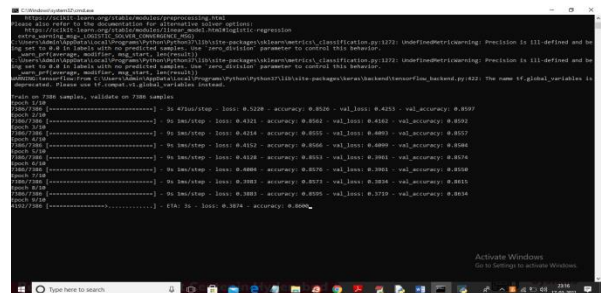 C:\Windows\system32\cmd.exe
https://scikit-learn.org/stable/modules/preprocessing.html
Please also refer to the documentation for alternative solver options:
https://scikit-learn.org/stable/modules/linear_model.html#logistic-regression
extra_warning_msg=_LOGISTIC_SOLVER_CONVERGENCE_MSG)
C:\Users\Admin\AppData\Local\Programs\Python\Python37\lib\site-packages\sklearn\metrics\_classification.py:1272: UndefinedMetricWarning: Precision is ill-defined and be
ing set to 0.0 in labels with no predicted samples. Use `zero_division` parameter to control this behavior.
_warn_prf(average, modifier, msg_start, len(result))
C:\Users\Admin\AppData\Local\Programs\Python\Python37\lib\site-packages\sklearn\metrics\_classification.py:1272: UndefinedMetricWarning: Precision is ill-defined and be
ing set to 0.0 in labels with no predicted samples. Use `zero_division` parameter to control this behavior.
_warn_prf(average, modifier, msg_start, len(result))
WARNING:tensorflow:From C:\Users\Admin\AppData\Local\Programs\Python\Python37\lib\site-packages\keras\backend\tensorflow_backend.py:422: The name tf.global_variables is
deprecated. Please use tf.compat.v1.global_variables instead.
Train on 7386 samples, validate on 7386 samples
Epoch 1/10
7386/7386 [==============================] - 3s 471us/step - loss: 0.5220 - accuracy: 0.8526 - val_loss: 0.4253 - val_accuracy: 0.8597
Epoch 2/10
7386/7386 [==============================] - 9s 1ms/step - loss: 0.4321 - accuracy: 0.8562 - val_loss: 0.4162 - val_accuracy: 0.8592
Epoch 3/10
7386/7386 [==============================] - 9s 1ms/step - loss: 0.4214 - accuracy: 0.8555 - val_loss: 0.4093 - val_accuracy: 0.8557
Epoch 4/10
7386/7386 [==============================] - 9s 1ms/step - loss: 0.4152 - accuracy: 0.8566 - val_loss: 0.4099 - val_accuracy: 0.8504
Epoch 5/10
7386/7386 [==============================] - 9s 1ms/step - loss: 0.4128 - accuracy: 0.8553 - val_loss: 0.3961 - val_accuracy: 0.8574
Epoch 6/10
7386/7386 [==============================] - 9s 1ms/step - loss: 0.4004 - accuracy: 0.8576 - val_loss: 0.3961 - val_accuracy: 0.8550
Epoch 7/10
7386/7386 [==============================] - 9s 1ms/step - loss: 0.3983 - accuracy: 0.8573 - val_loss: 0.3834 - val_accuracy: 0.8615
Epoch 8/10
7386/7386 [==============================] - 9s 1ms/step - loss: 0.3883 - accuracy: 0.8595 - val_loss: 0.3710 - val_accuracy: 0.8634
Epoch 9/10
4192/7386 [================>.............] - ETA: 3s - loss: 0.3874 - accuracy: 0.8600
Activate Windows
Go to Settings to activate Windows.
Type here to search
23:16